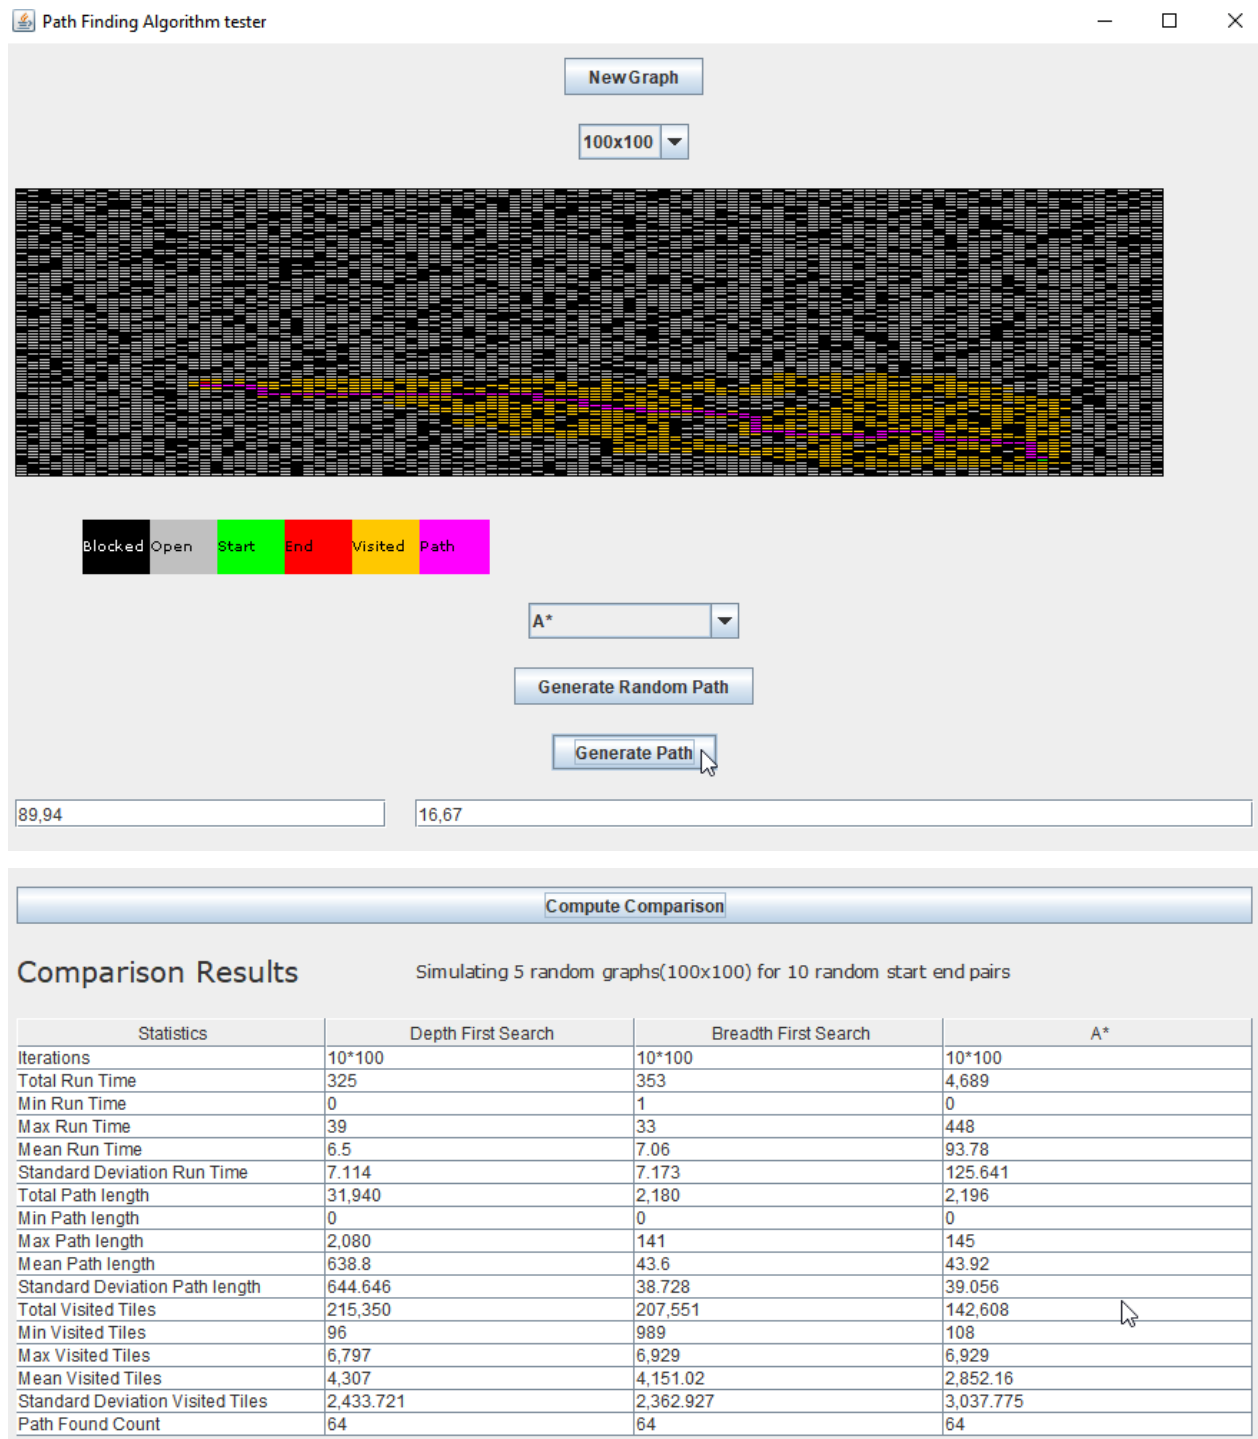 Path Finding Algorithm tester
New Graph
100x100
Blocked Open Start End Visited Path
A*
Generate Random Path
Generate Path
89,94 16,67
Compute Comparison
Comparison Results Simulating 5 random graphs(100x100) for 10 random start end pairs
Statistics Depth First Search Breadth First Search A*
Iterations 10*100 10*100 10*100
Total Run Time 325 353 4,689
Min Run Time 0 1 0
Max Run Time 39 33 448
Mean Run Time 6.5 7.06 93.78
Standard Deviation Run Time 7.114 7.173 125.641
Total Path length 31,940 2,180 2,196
Min Path length 0 0 0
Max Path length 2,080 141 145
Mean Path length 638.8 43.6 43.92
Standard Deviation Path length 644.646 38.728 39.056
Total Visited Tiles 215,350 207,551 142,608
Min Visited Tiles 96 989 108
Max Visited Tiles 6,797 6,929 6,929
Mean Visited Tiles 4,307 4,151.02 2,852.16
Standard Deviation Visited Tiles 2,433.721 2,362.927 3,037.775
Path Found Count 64 64 64